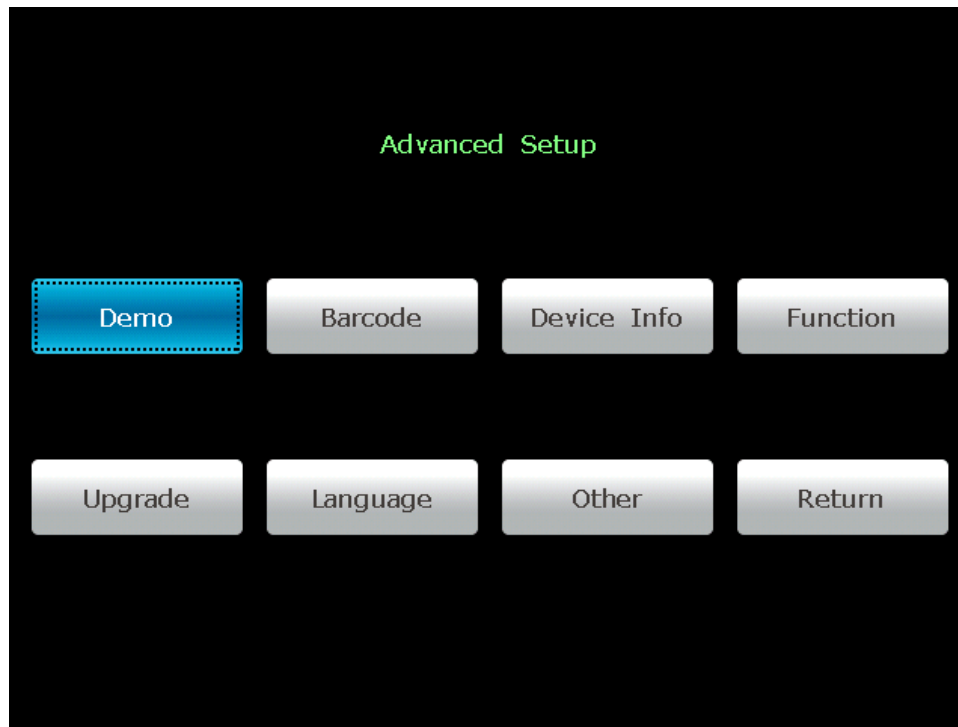 Advanced Setup
Demo
Barcode
Device Info
Function
Upgrade
Language
Other
Return